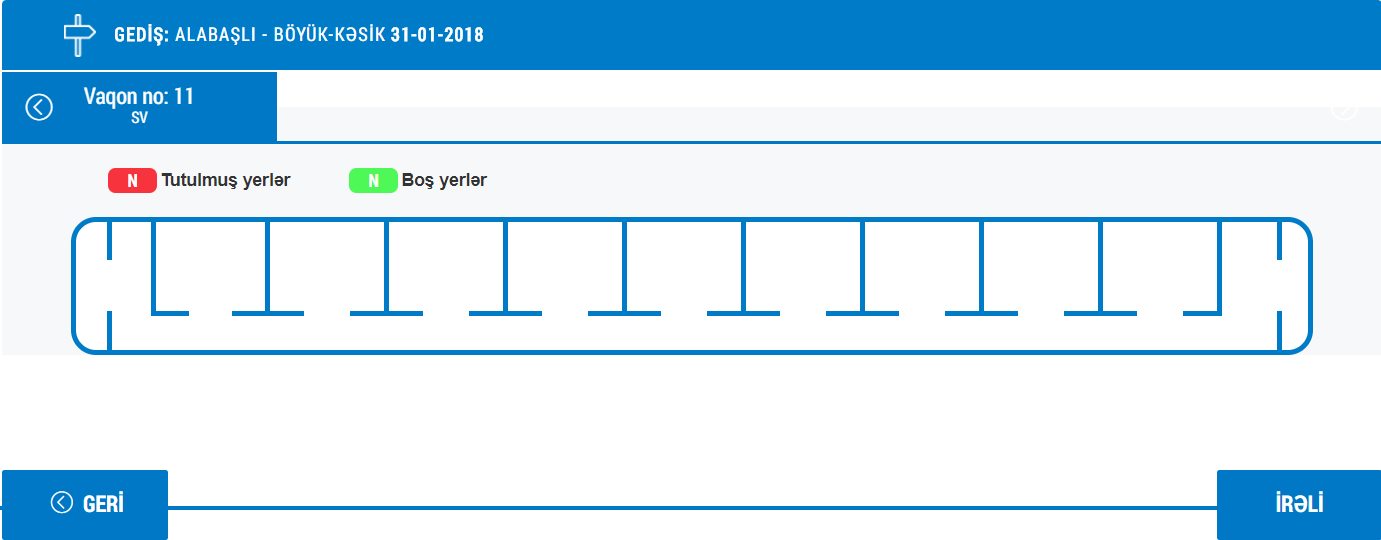 GEDİŞ: ALABAŞLI - BÖYÜK-KƏSİK 31-01-2018
Vaqon no: 11
SV
N Tutulmuş yerlər N Boş yerlər
GERİ İRƏLİ